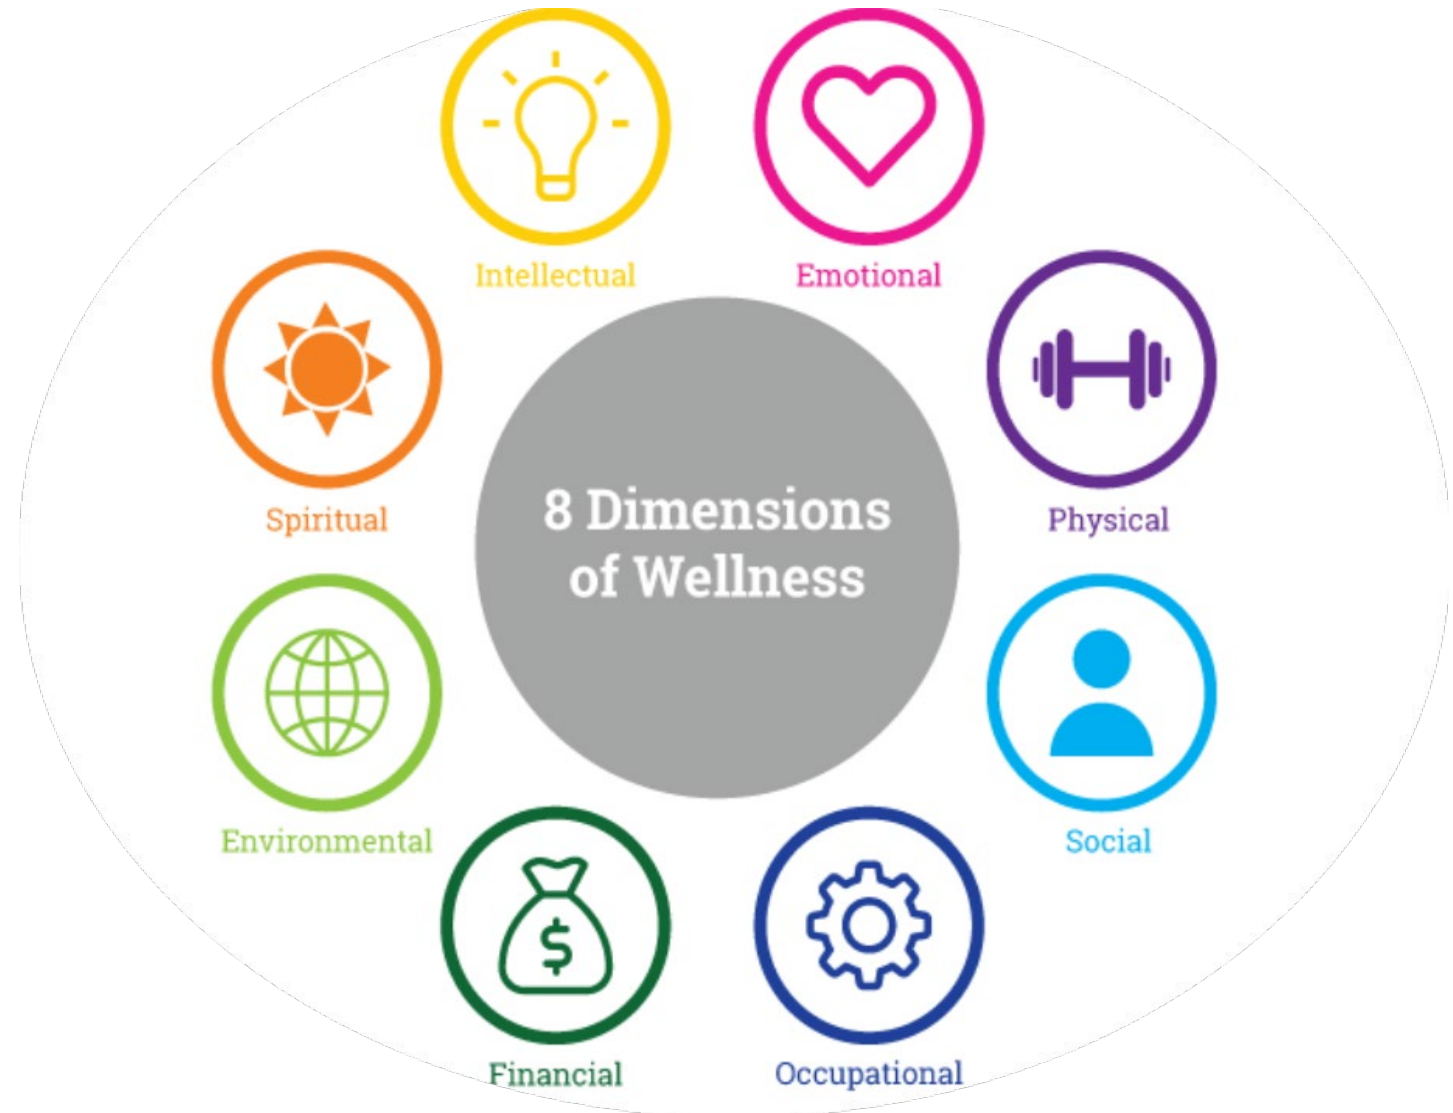 Intellectual
Emotional
Spiritual
Physical
8 Dimensions
of Wellness
Environmental
Social
$
Financial
Occupational